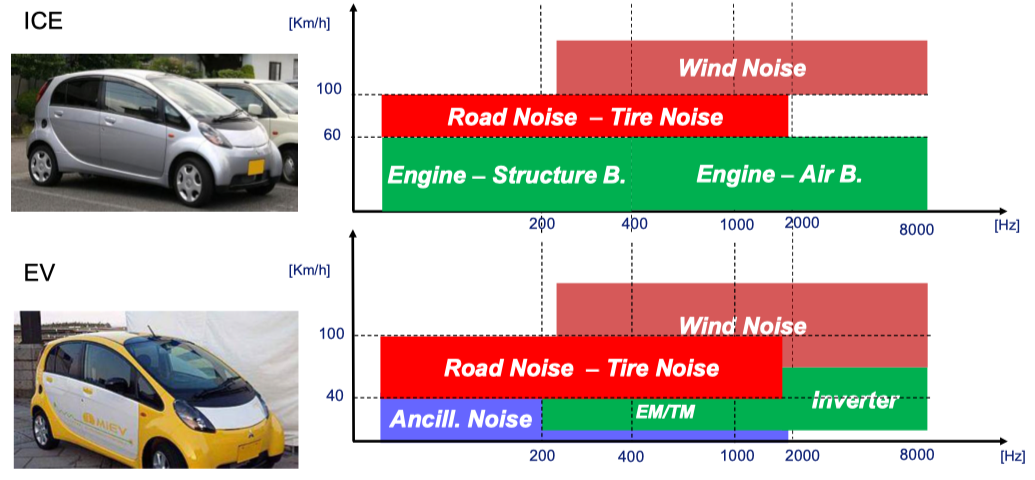 ICE
[Km/h]
Wind Noise
100
Road Noise – Tire Noise
60
Engine – Structure B.
Engine – Air B.
200
400
1000
2000
8000
[Hz]
EV
[Km/h]
Wind Noise
100
Road Noise – Tire Noise
40
Inverter
Ancill. Noise
EM/TM
i MiEV
200
400
1000
2000
8000
[Hz]